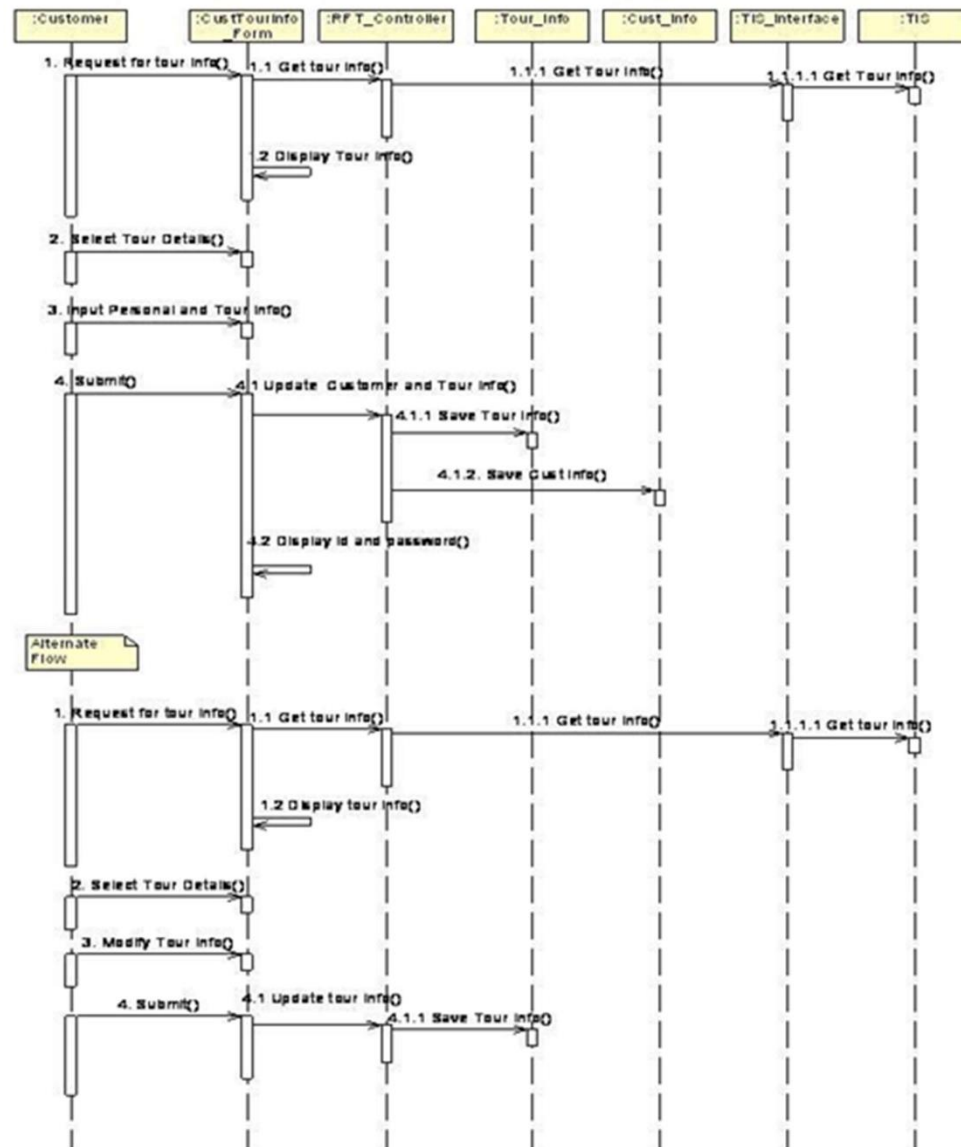 :Customer
:CustTourInfo
_Form
:RFT_Controller
:Tour_Info
:Cust_Info
:TIS_Interface
:TIS
1. Request for tour Info()
1.1 Get tour Info()
1.1.1 Get Tour Info()
1.1.1.1 Get Tour Info()
1.2 Display Tour Info()
2. Select Tour Details()
3. Input Personal and Tour Info()
4. Submit()
4.1 Update Customer and Tour Info()
4.1.1 Save Tour Info()
4.1.2. Save Cust Info()
4.2 Display Id and password()
Alternate
Flow
1. Request for tour Info()
1.1 Get tour Info()
1.1.1 Get tour Info()
1.1.1.1 Get tour Info()
1.2 Display tour Info()
2. Select Tour Details()
3. Modify Tour Info()
4. Submit()
4.1 Update tour Info()
4.1.1 Save Tour Info()